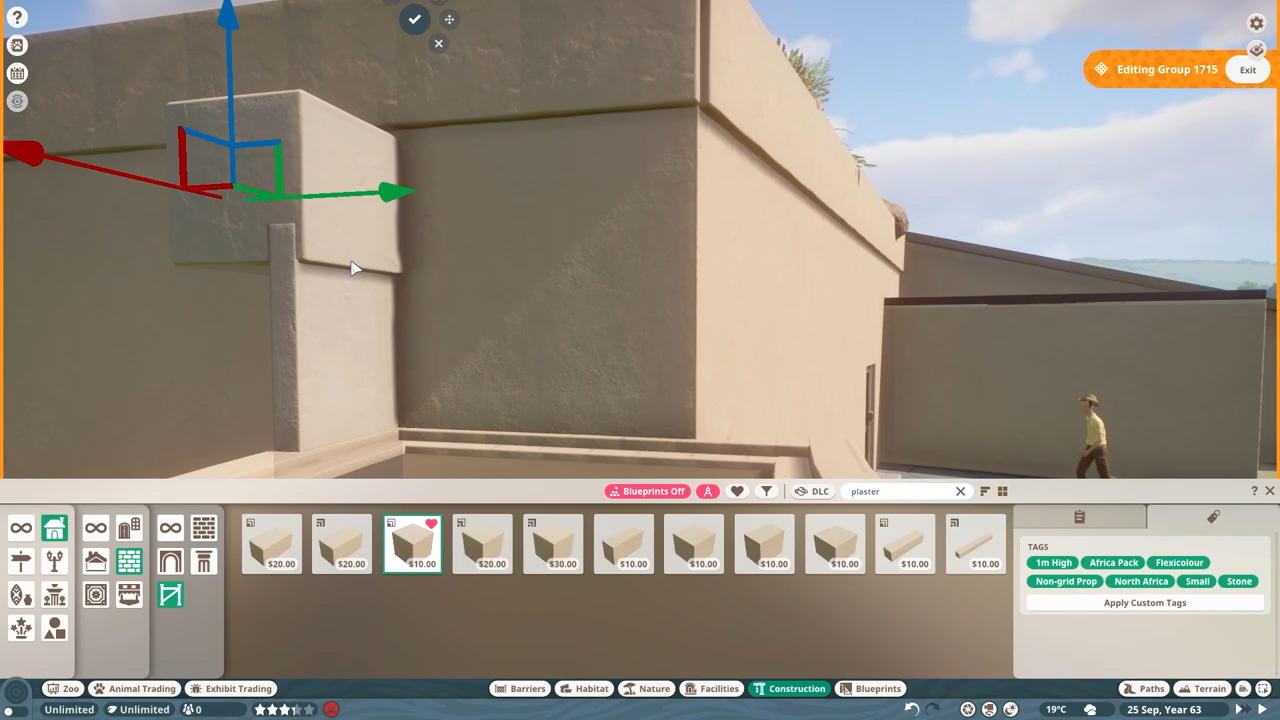 ?
Editing Group 1715
Exit
Blueprints Off
DLC
plaster
?
$20.00
$20.00
$10.00
$20.00
$30.00
$10.00
$10.00
$10.00
$10.00
$10.00
$10.00
TAGS
1m High
Africa Pack
Flexicolour
Non-grid Prop
North Africa
Small
Stone
Apply Custom Tags
Zoo
Animal Trading
Exhibit Trading
Barriers
Habitat
Nature
Facilities
Construction
Blueprints
Paths
Terrain
Unlimited
Unlimited
0
19°C
25 Sep, Year 63